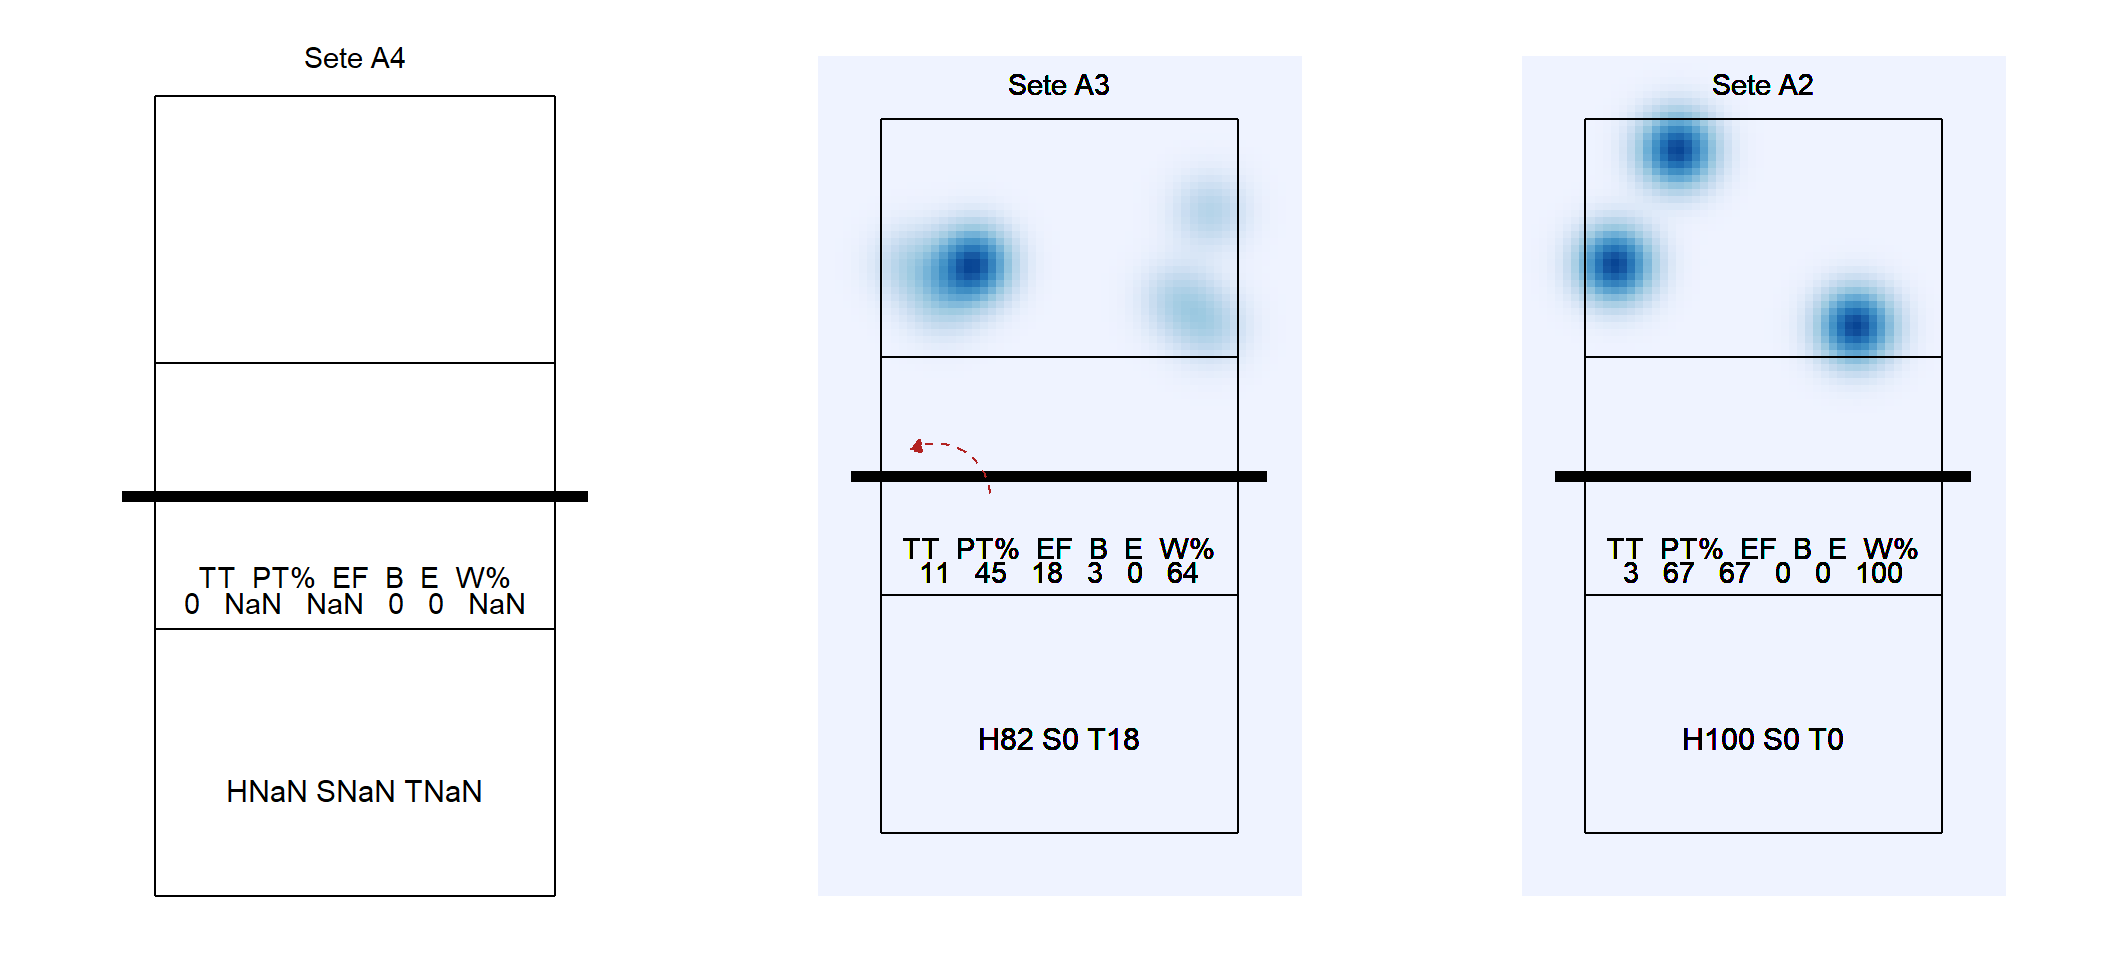 Sete A4
TT PT% EF B E W%
0 NaN NaN 0 0 NaN
HNaN SNaN TNaN
Sete A3
TT PT% EF B E W%
11 45 18 3 0 64
H82 S0 T18
Sete A2
TT PT% EF B E W%
3 67 67 0 0 100
H100 S0 T0